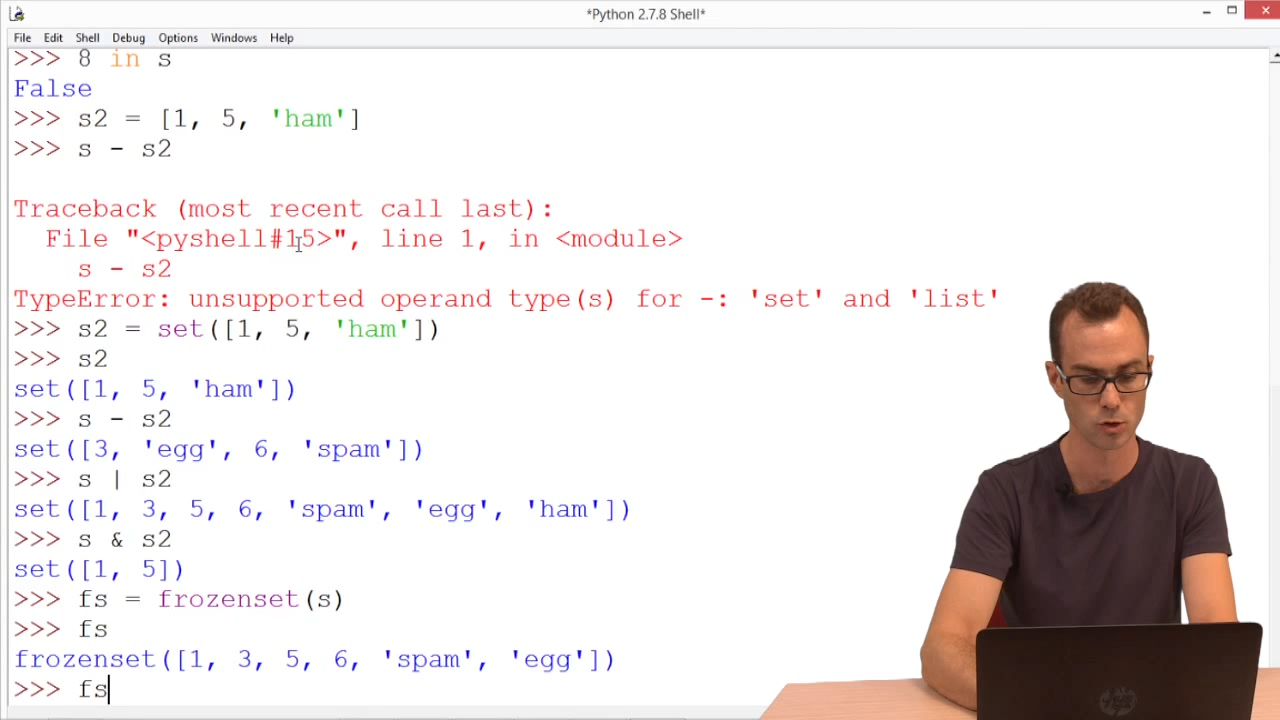 *Python 2.7.8 Shell*
File Edit Shell Debug Options Windows Help
>>> 8 in s
False
>>> s2 = [1, 5, 'ham']
>>> s - s2
Traceback (most recent call last):
  File "<pyshell#15>", line 1, in <module>
    s - s2
TypeError: unsupported operand type(s) for -: 'set' and 'list'
>>> s2 = set([1, 5, 'ham'])
>>> s2
set([1, 5, 'ham'])
>>> s - s2
set([3, 'egg', 6, 'spam'])
>>> s | s2
set([1, 3, 5, 6, 'spam', 'egg', 'ham'])
>>> s & s2
set([1, 5])
>>> fs = frozenset(s)
>>> fs
frozenset([1, 3, 5, 6, 'spam', 'egg'])
>>> fs